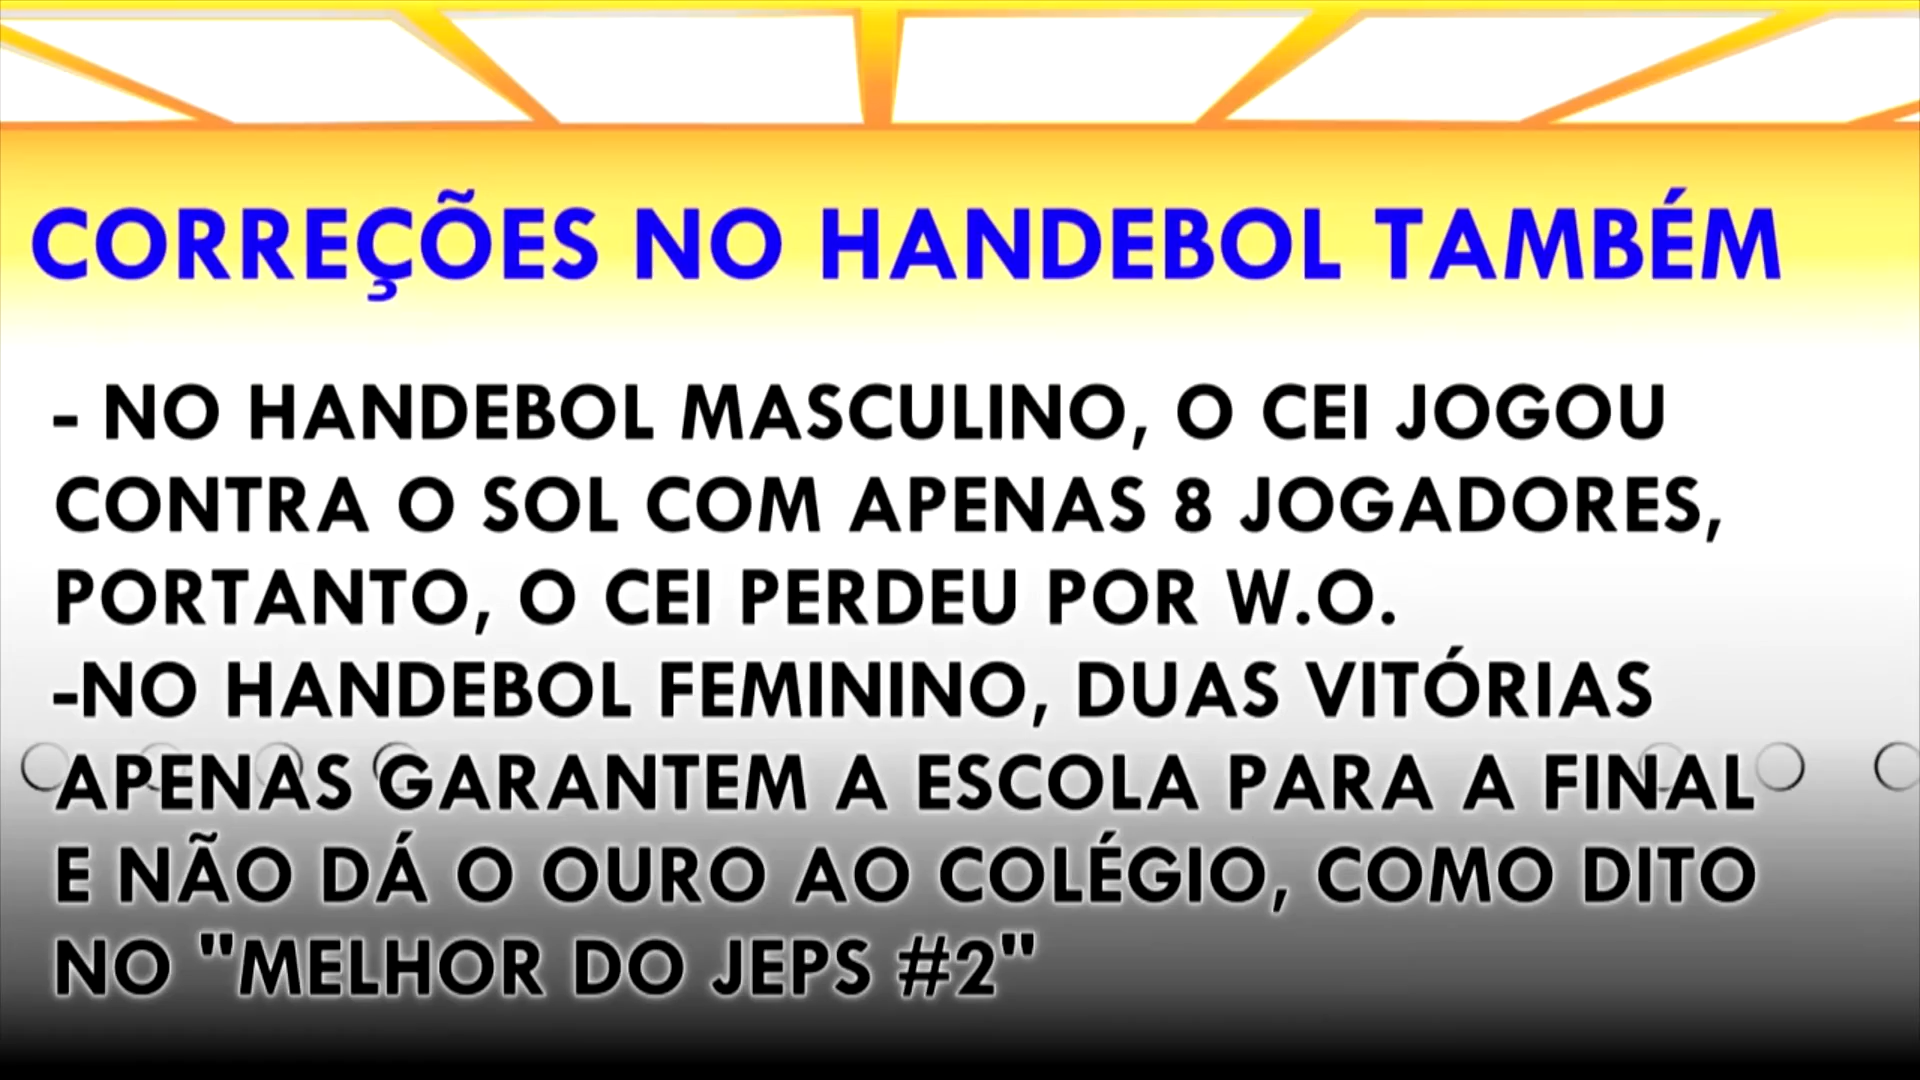 CORREÇÕES NO HANDEBOL TAMBÉM
- NO HANDEBOL MASCULINO, O CEI JOGOU
CONTRA O SOL COM APENAS 8 JOGADORES,
PORTANTO, O CEI PERDEU POR W.O.
-NO HANDEBOL FEMININO, DUAS VITÓRIAS
APENAS GARANTEM A ESCOLA PARA A FINAL
E NÃO DÁ O OURO AO COLÉGIO, COMO DITO
NO "MELHOR DO JEPS #2"